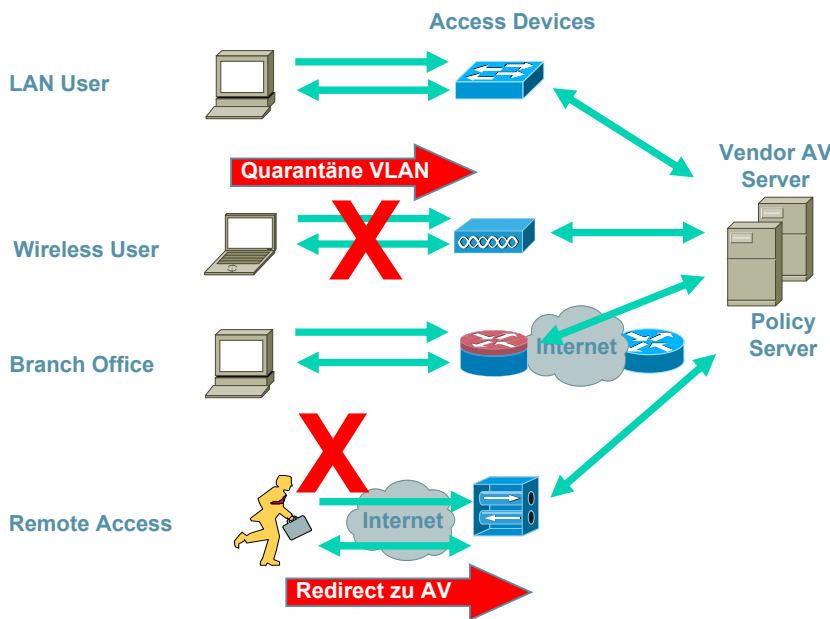 Access Devices
LAN User
Quarantäne VLAN
Vendor AV
Server
X
Wireless User
Policy
Server
Internet
Branch Office
X
Internet
Remote Access
Redirect zu AV